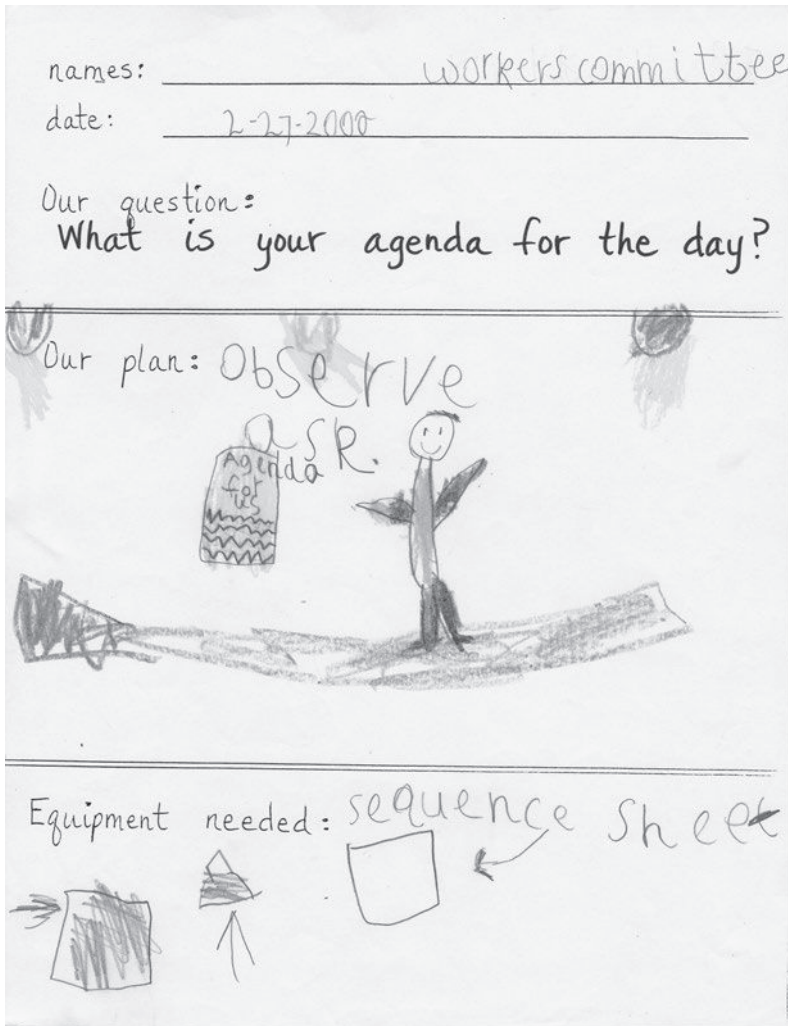 names: workers committee
date: 2-27-2000
Our question:
What is your agenda for the day?
Our plan: Observe
ask.
Agenda
for
us
Equipment needed: sequence sheet